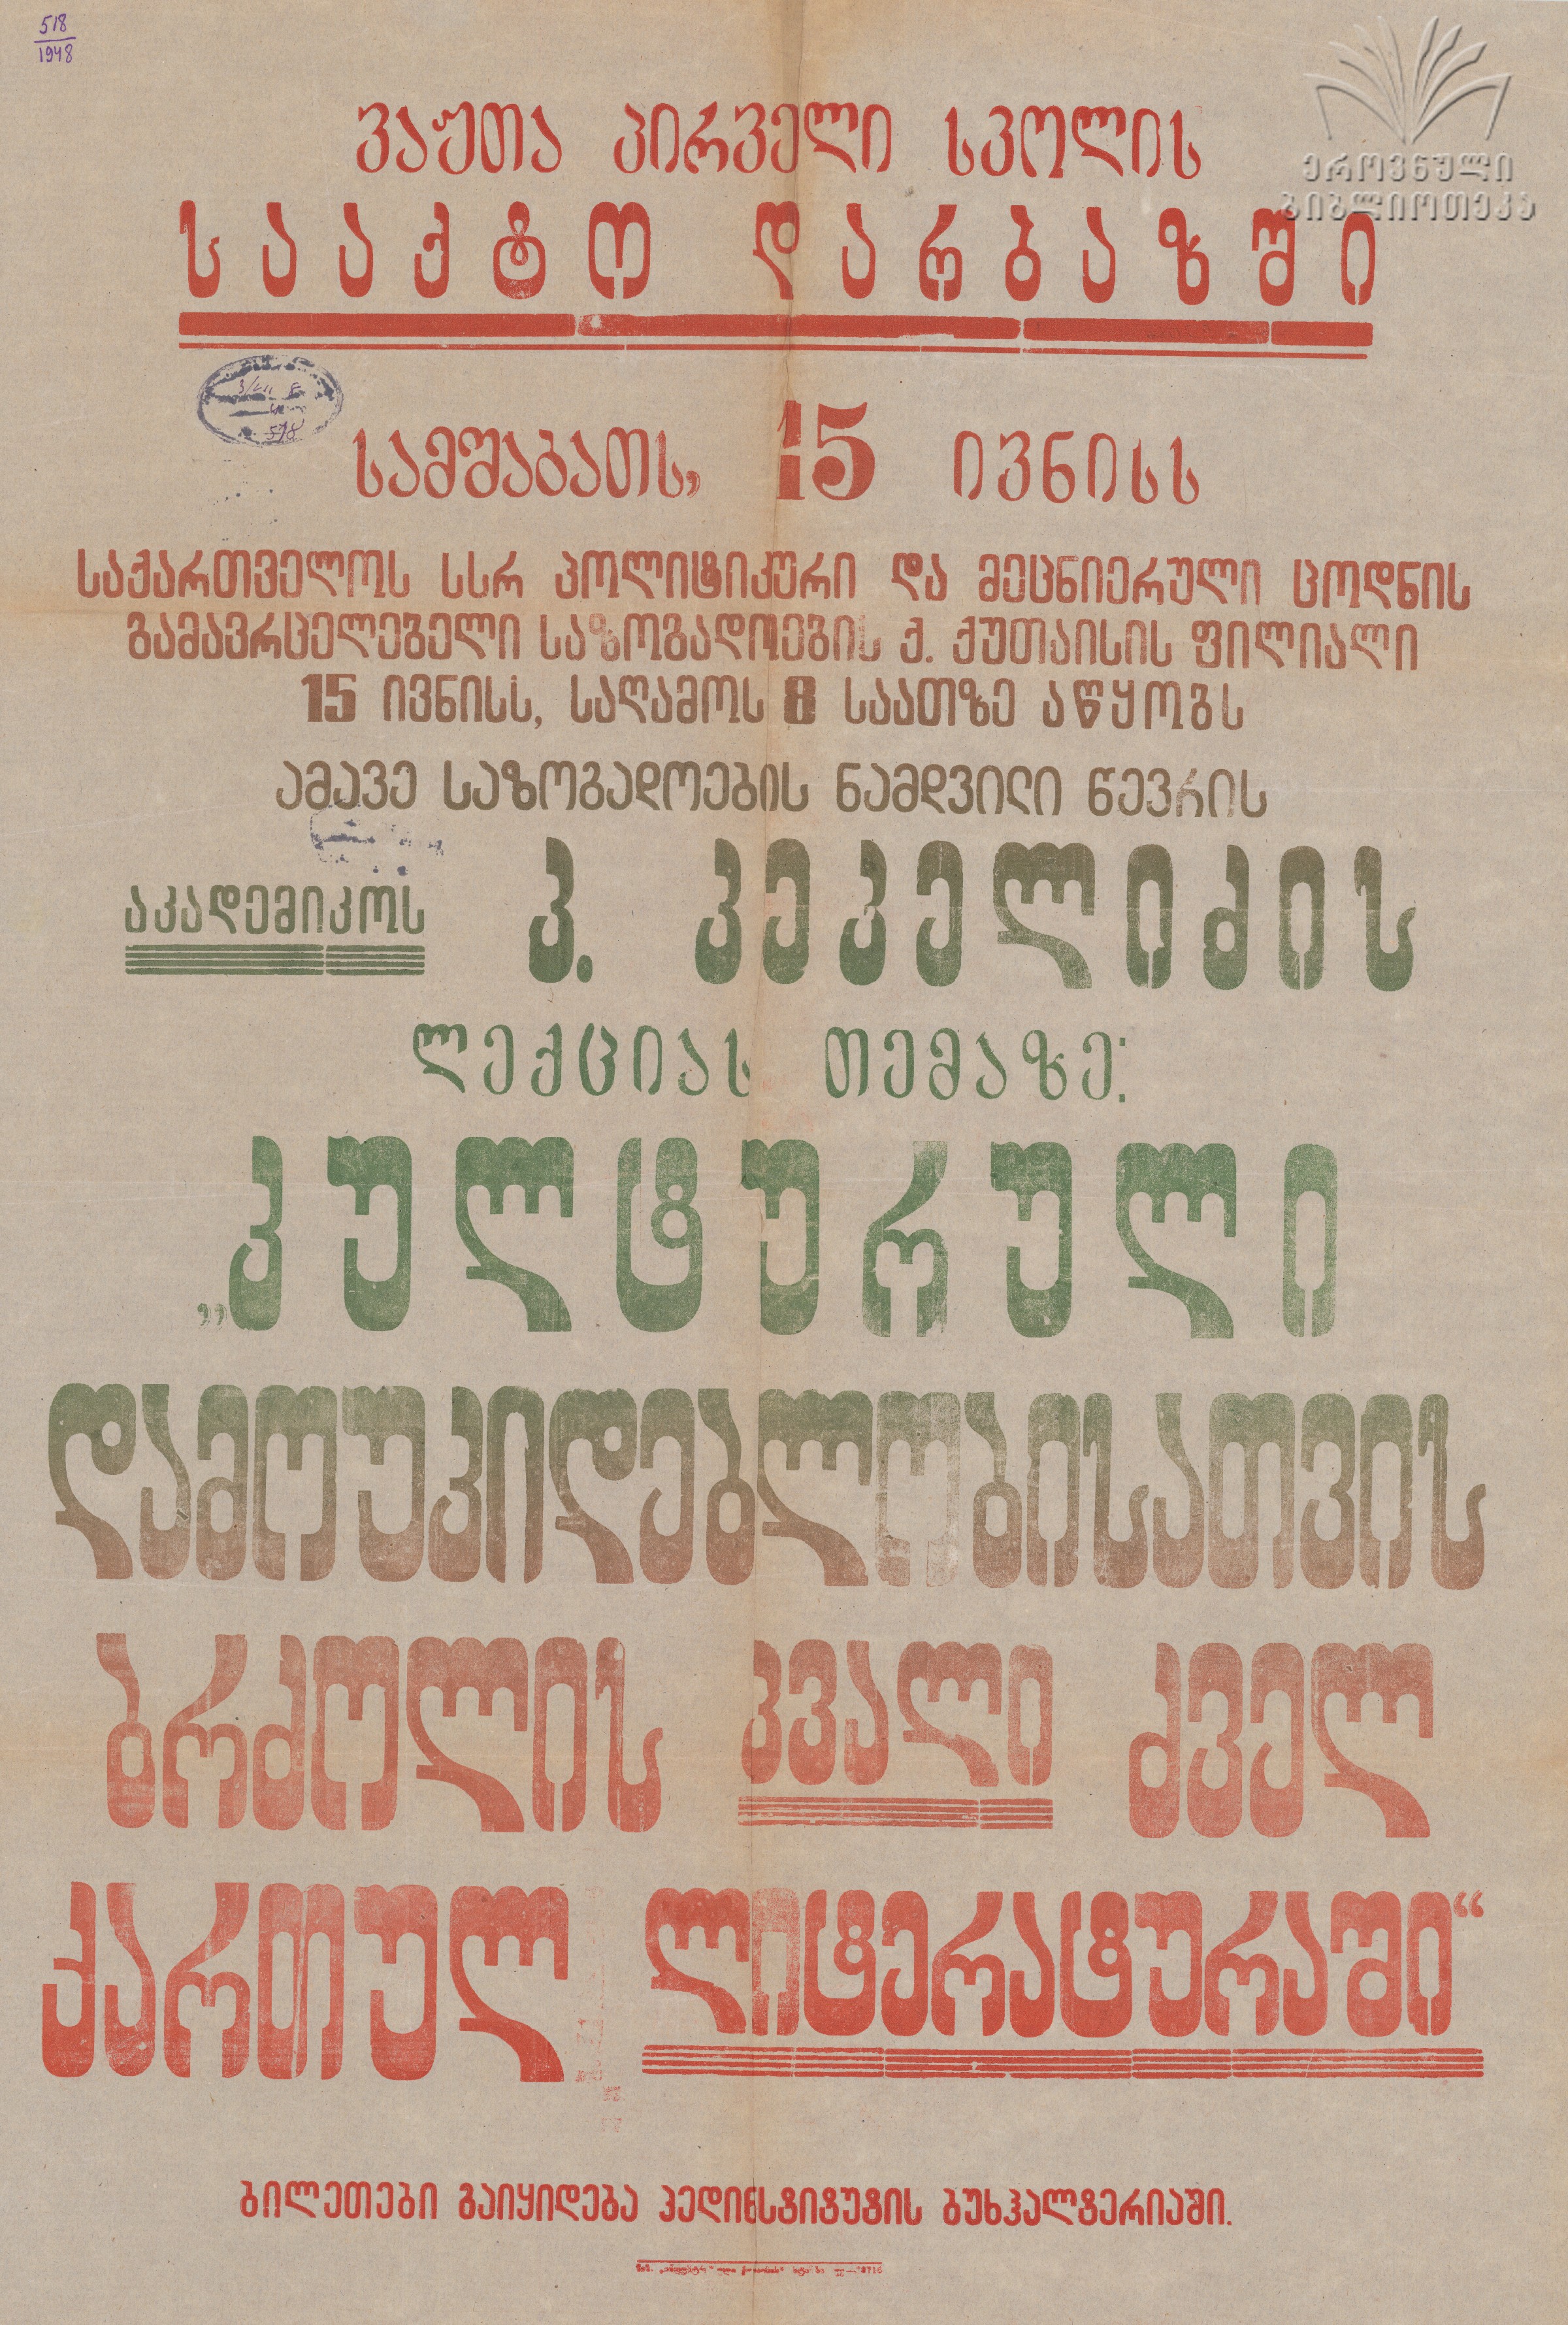 518
1948
ეროვნული
ბიბლიოთეკა
ვაჟთა პირველი სკოლის
სააქტო დარბაზში
სამშაბათს, 15 ივნისს
საქართველოს სსრ პოლიტიკური და მეცნიერული ცოდნის
გამავრცელებელი საზოგადოების ქ. ქუთაისის ფილიალი
15 ივნისს, საღამოს 8 საათზე აწყობს
ამავე საზოგადოების ნამდვილი წევრის
აკადემიკოს კ. კეკელიძის
ლექციას თემაზე:
„კულტურული
დამოუკიდებლობისათვის
ბრძოლის კვალი ძველ
ქართულ ლიტერატურაში“
ბილეთები გაიყიდება პედინსტიტუტის ბუხჰალტერიაში.